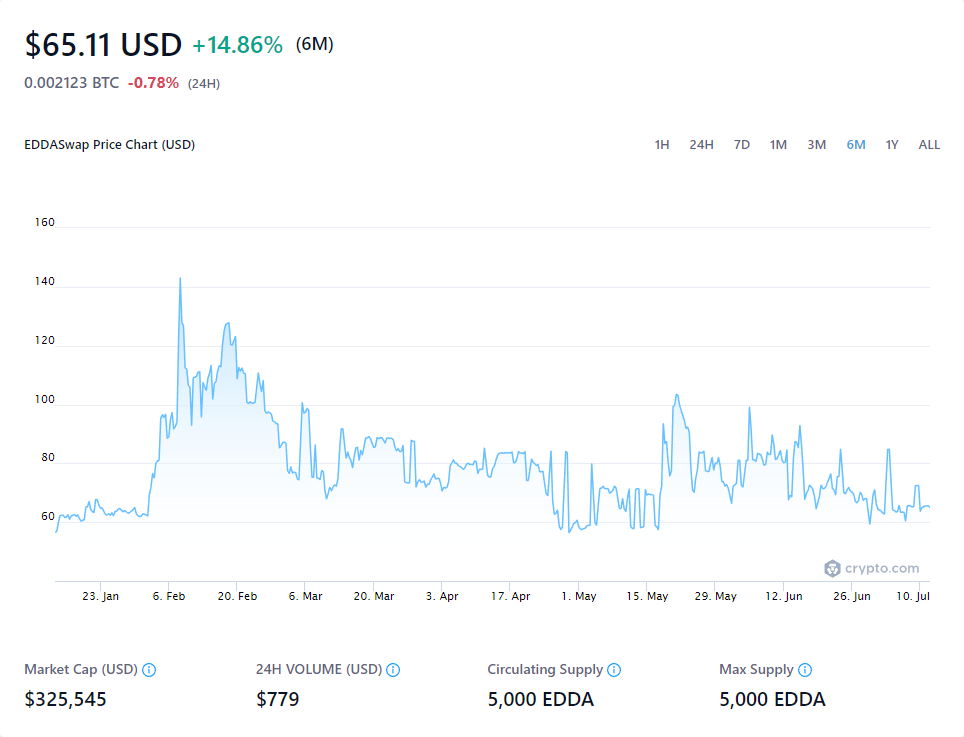 $65.11 USD +14.86% (6M)
0.002123 BTC -0.78% (24H)
EDDASwap Price Chart (USD) 1H 24H 7D 1M 3M 6M 1Y ALL
160
140
120
100
80
60
crypto.com
23. Jan 6. Feb 20. Feb 6. Mar 20. Mar 3. Apr 17. Apr 1. May 15. May 29. May 12. Jun 26. Jun 10. Jul
Market Cap (USD) 24H VOLUME (USD) Circulating Supply Max Supply
$325,545 $779 5,000 EDDA 5,000 EDDA